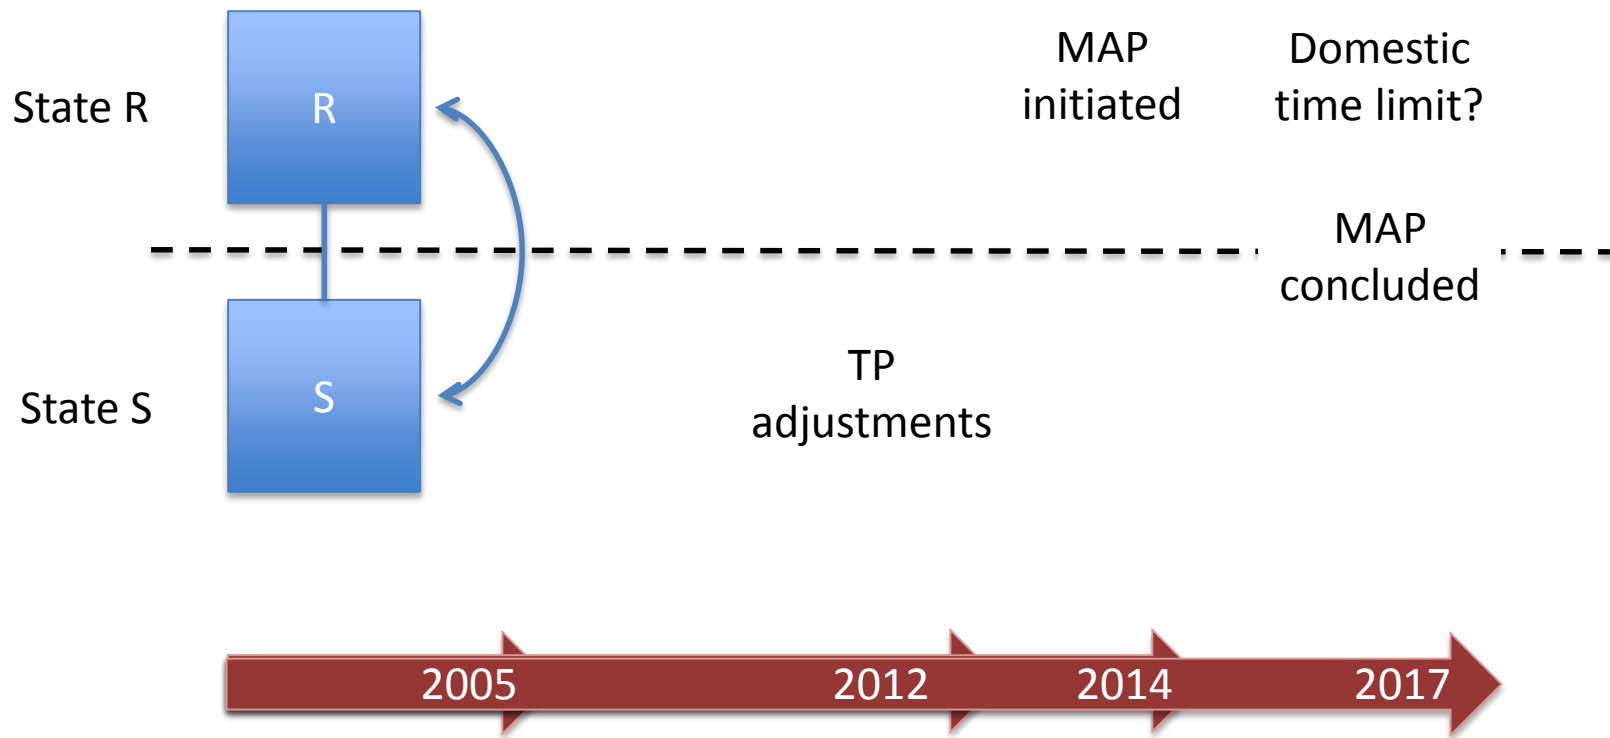 State R
R
MAP
initiated
Domestic
time limit?
MAP
concluded
State S
S
TP
adjustments
2005
2012
2014
2017